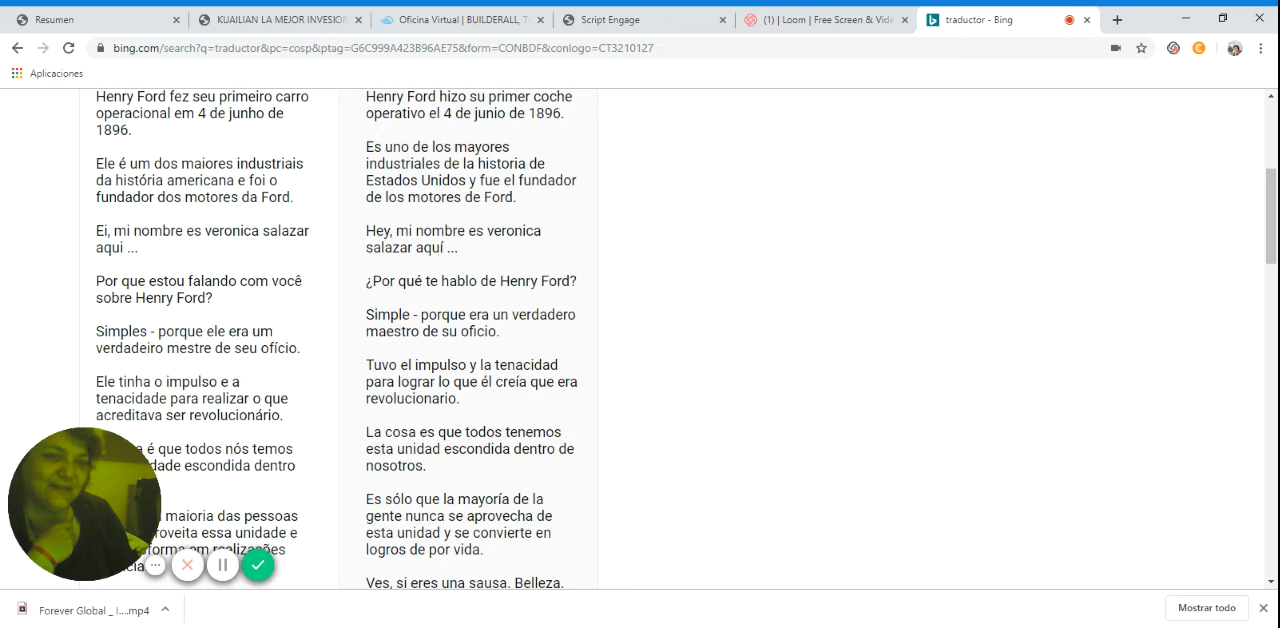 Resumen
KUAILIAN LA MEJOR INVESION
Oficina Virtual | BUILDERALL, T
Script Engage
(1) | Loom | Free Screen & Vide
traductor - Bing
bing.com/search?q=traductor&pc=cosp&ptag=G6C999A423B96AE75&form=CONBDF&conlogo=CT3210127
Aplicaciones
Henry Ford fez seu primeiro carro
operacional em 4 de junho de
1896.
Ele é um dos maiores industriais
da história americana e foi o
fundador dos motores da Ford.
Ei, mi nombre es veronica salazar
aqui ...
Por que estou falando com você
sobre Henry Ford?
Simples - porque ele era um
verdadeiro mestre de seu ofício.
Ele tinha o impulso e a
tenacidade para realizar o que
acreditava ser revolucionário.
é que todos nós temos
dade escondida dentro
maioria das pessoas
roveita essa unidade e
forma em realizações
Henry Ford hizo su primer coche
operativo el 4 de junio de 1896.
Es uno de los mayores
industriales de la historia de
Estados Unidos y fue el fundador
de los motores de Ford.
Hey, mi nombre es veronica
salazar aquí ...
¿Por qué te hablo de Henry Ford?
Simple - porque era un verdadero
maestro de su oficio.
Tuvo el impulso y la tenacidad
para lograr lo que él creía que era
revolucionario.
La cosa es que todos tenemos
esta unidad escondida dentro de
nosotros.
Es sólo que la mayoría de la
gente nunca se aprovecha de
esta unidad y se convierte en
logros de por vida.
Ves, si eres una sausa. Belleza.
Forever Global _ I....mp4
Mostrar todo